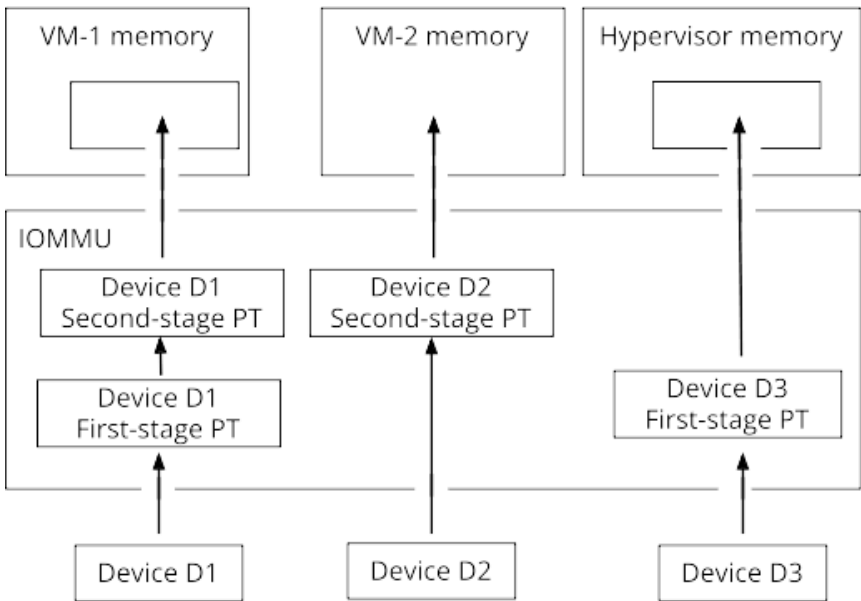 VM-1 memory
VM-2 memory
Hypervisor memory
IOMMU
Device D1
Second-stage PT
Device D2
Second-stage PT
Device D1
First-stage PT
Device D3
First-stage PT
Device D1
Device D2
Device D3